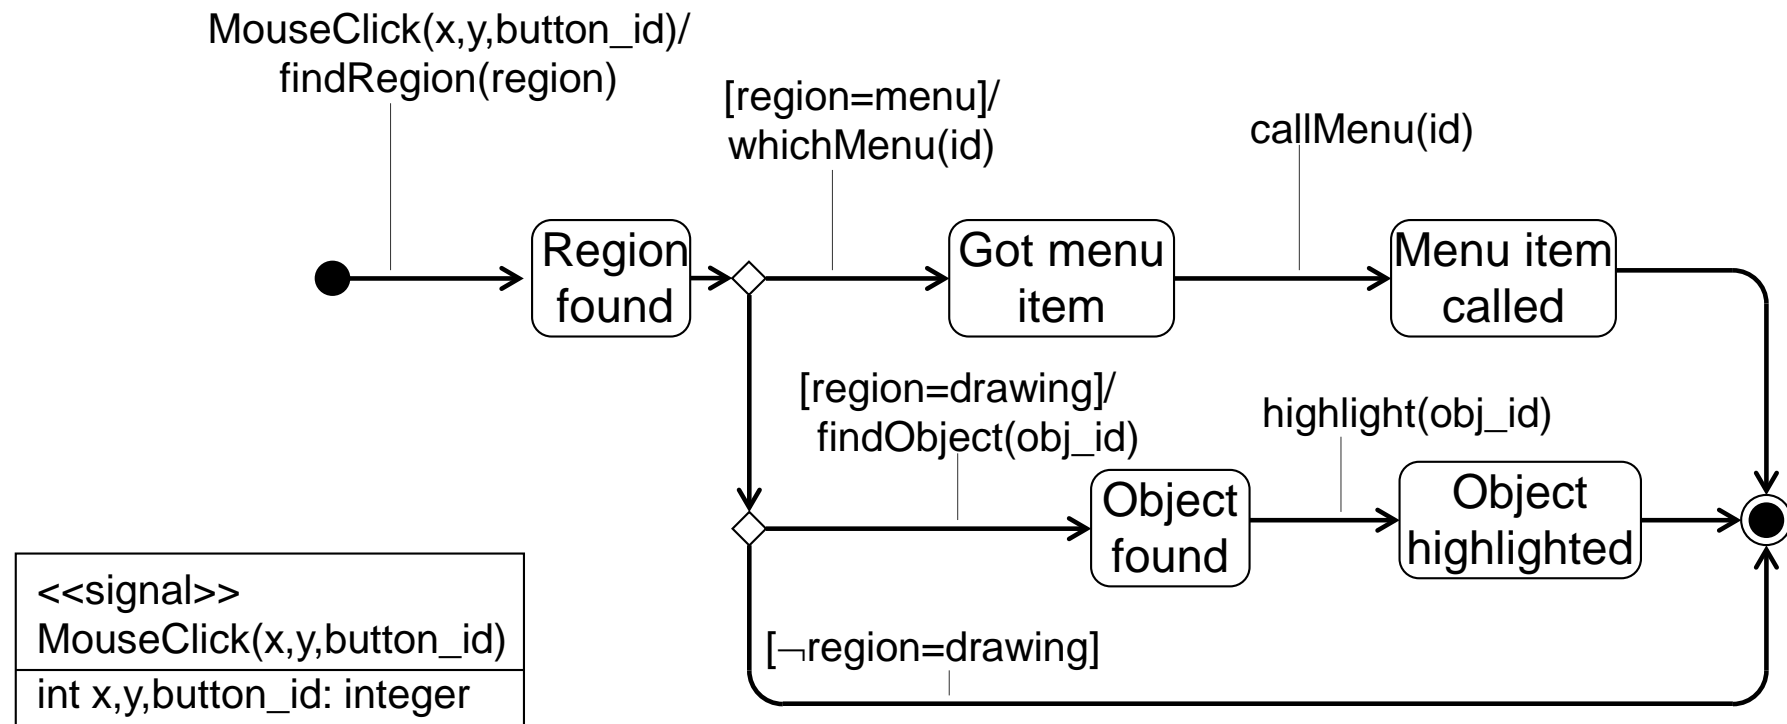 MouseClick(x,y,button_id)/
findRegion(region)
[region=menu]/
whichMenu(id)
callMenu(id)
Region
found
Got menu
item
Menu item
called
[region=drawing]/
findObject(obj_id)
highlight(obj_id)
Object
found
Object
highlighted
<<signal>>
MouseClick(x,y,button_id)
int x,y,button_id: integer
[¬region=drawing]